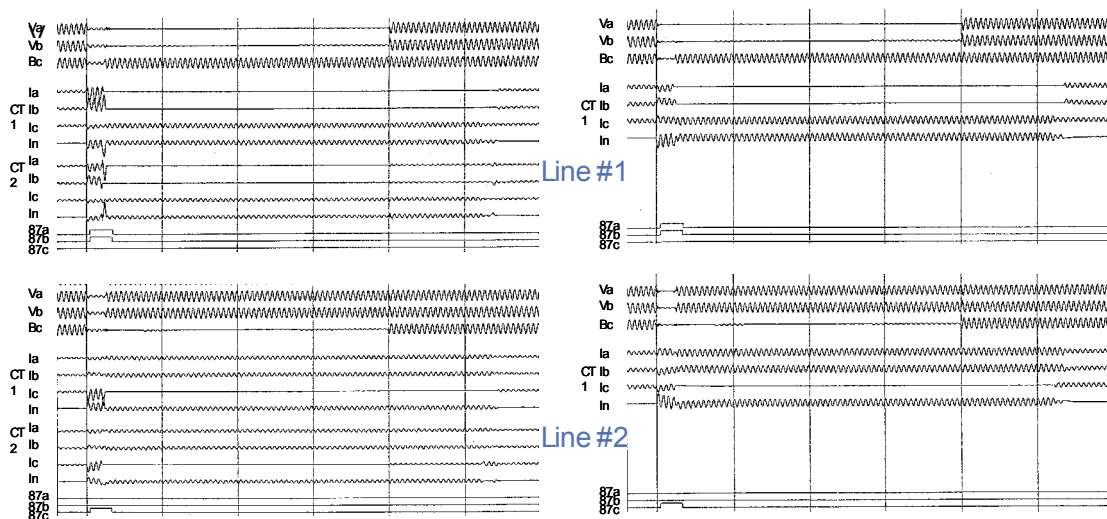 Va
Vb
Bc
Ia
CT Ib
1 Ic
In
CT Ia
2 Ib
Ic
In
87a
87b
87c
Line #1
Va
Vb
Bc
Ia
CT Ib
1 Ic
In
87a
87b
87c
Va
Vb
Bc
Ia
CT Ib
1 Ic
In
CT Ia
2 Ib
Ic
In
87a
87b
87c
Line #2
Va
Vb
Bc
Ia
CT Ib
1 Ic
In
87a
87b
87c